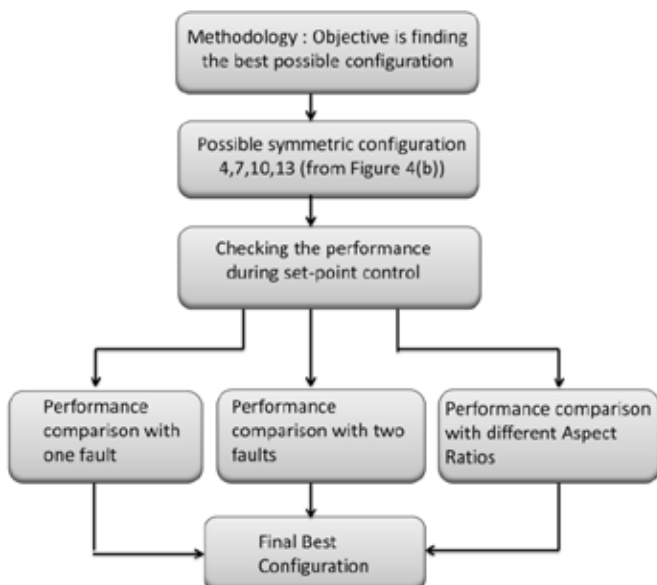 Methodology : Objective is finding
the best possible configuration
Possible symmetric configuration
4,7,10,13 (from Figure 4(b))
Checking the performance
during set-point control
Performance
comparison with
one fault
Performance
comparison with two
faults
Performance comparison
with different Aspect
Ratios
Final Best
Configuration